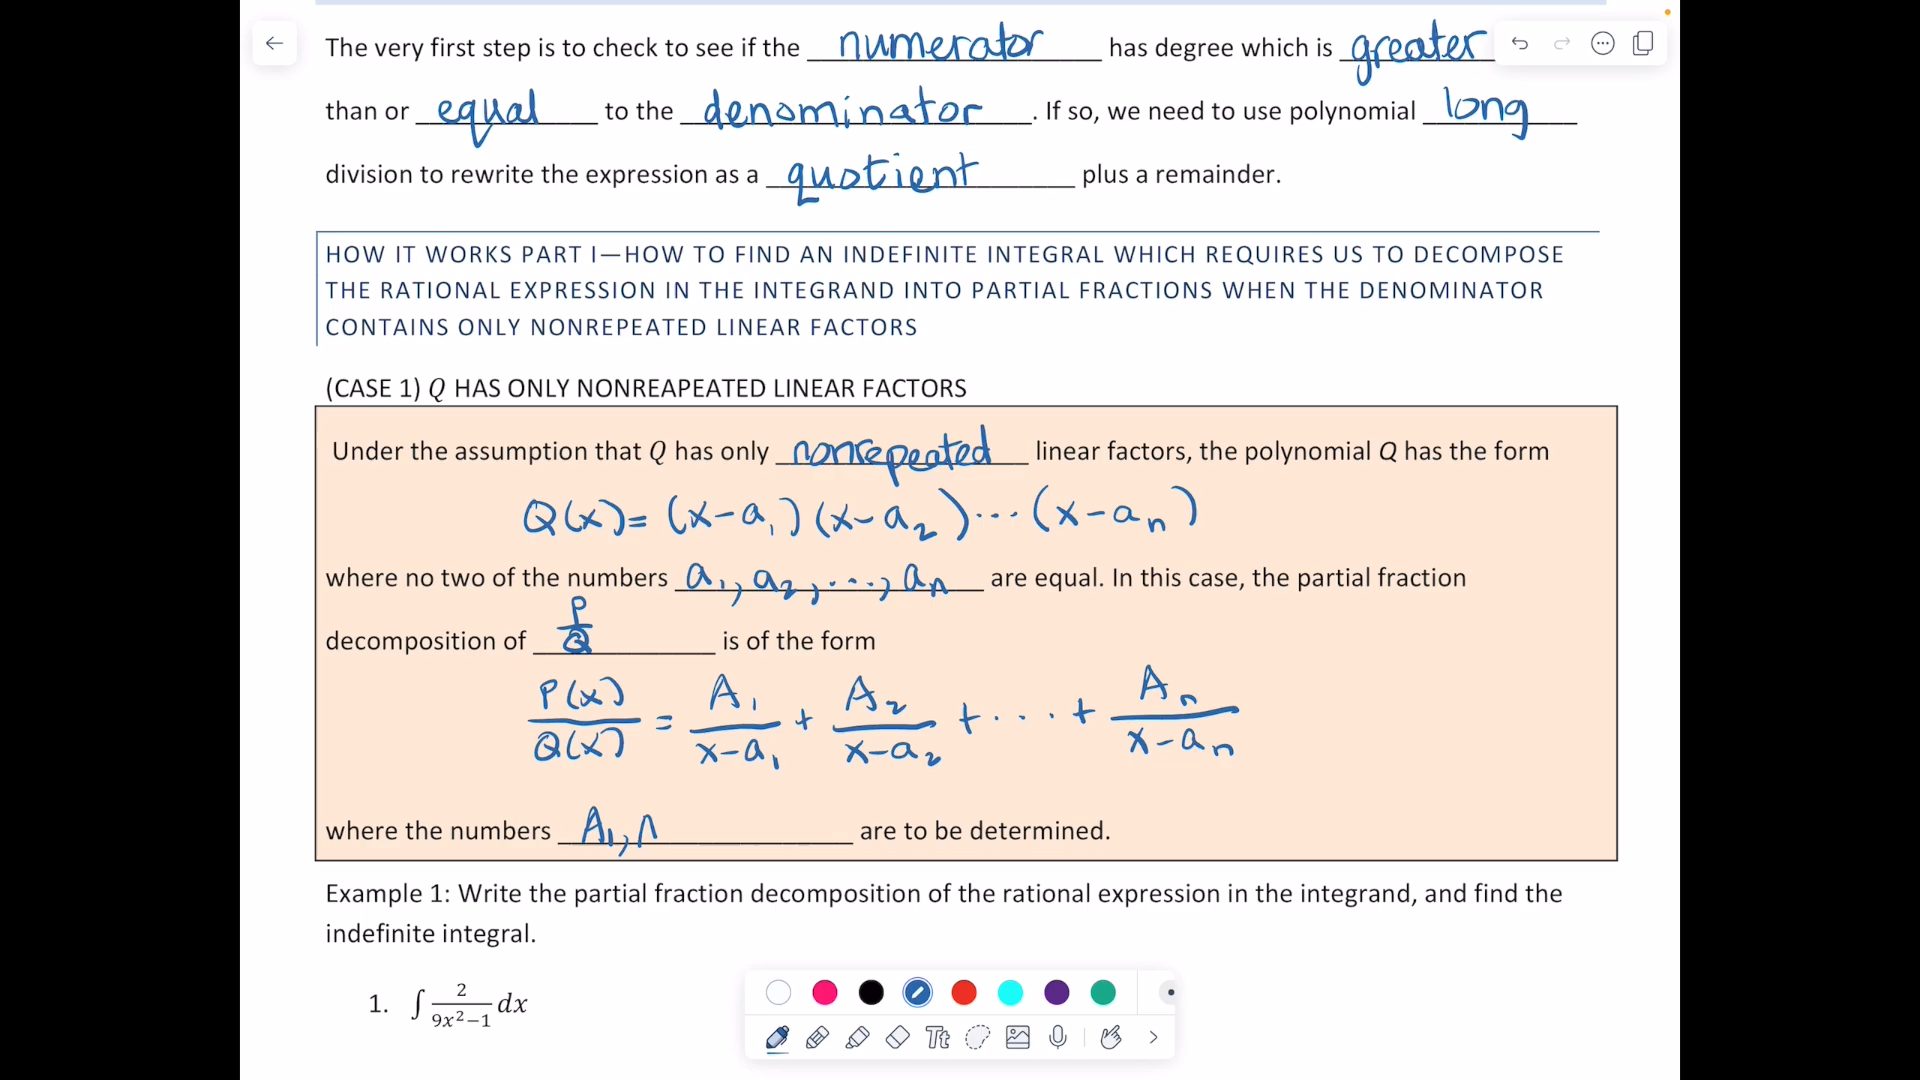 The very first step is to check to see if the numerator has degree which is greater
than or equal to the denominator. If so, we need to use polynomial long
division to rewrite the expression as a quotient plus a remainder.
HOW IT WORKS PART I—HOW TO FIND AN INDEFINITE INTEGRAL WHICH REQUIRES US TO DECOMPOSE
THE RATIONAL EXPRESSION IN THE INTEGRAND INTO PARTIAL FRACTIONS WHEN THE DENOMINATOR
CONTAINS ONLY NONREPEATED LINEAR FACTORS
(CASE 1) Q HAS ONLY NONREAPEATED LINEAR FACTORS
Under the assumption that Q has only nonrepeated linear factors, the polynomial Q has the form
Q(x)= (x-a₁)(x-a₂)...(x-aₙ)
where no two of the numbers a₁, a₂, ..., aₙ are equal. In this case, the partial fraction
decomposition of P/Q is of the form
P(x)/Q(x) = A₁/(x-a₁) + A₂/(x-a₂) + ... + Aₙ/(x-aₙ)
where the numbers A₁, are to be determined.
Example 1: Write the partial fraction decomposition of the rational expression in the integrand, and find the
indefinite integral.
1. ∫ 2/(9x²−1) dx
Tt